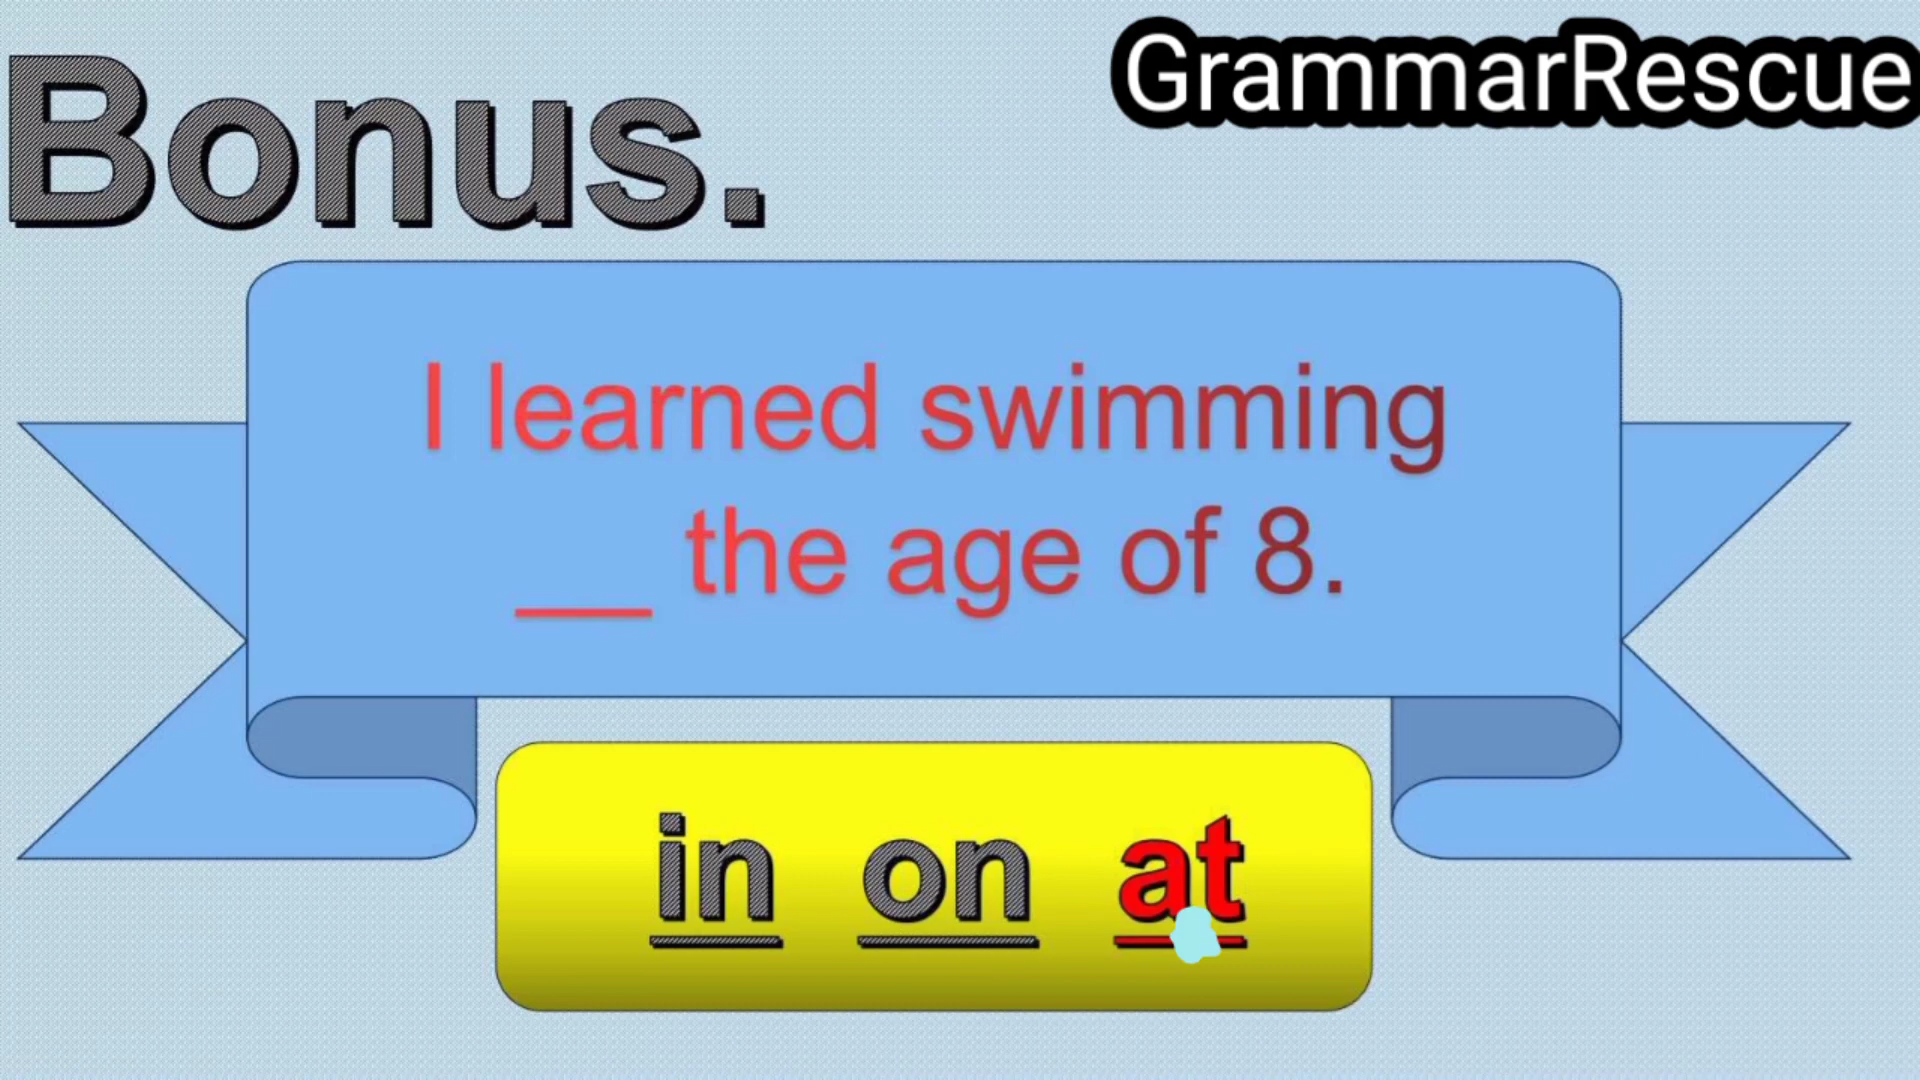 GrammarRescue
Bonus.
I learned swimming
__ the age of 8.
in on at